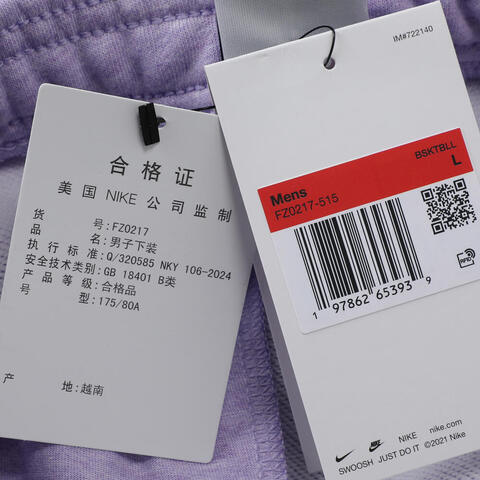 合格证
美国 NIKE 公司监制
货号:FZ0217
品名:男子下装
执行标准:Q/320585 NKY 106-2024
安全技术类别:GB 18401 B类
产品等级:合格品
号型:175/80A
产地:越南
IM#722140
BSKTBLL
L
Mens
FZ0217-515
1 97862 65393 9
RFID
NIKE nike.com
SWOOSH JUST DO IT ©2021 Nike